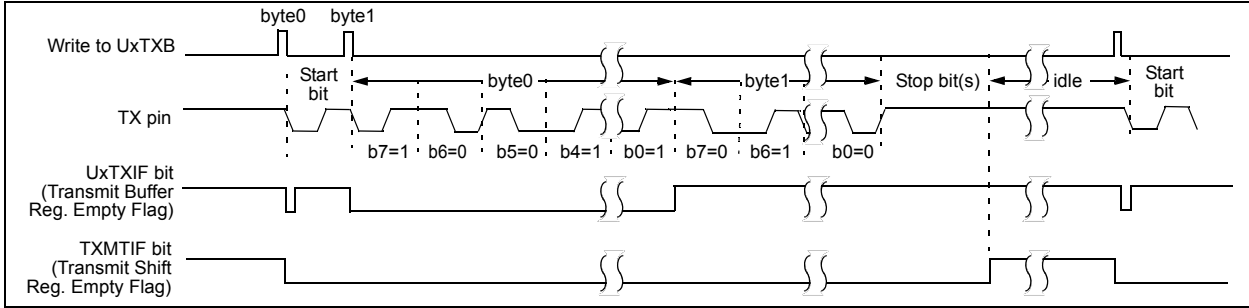 byte0 byte1
Write to UxTXB
Start
bit
byte0
byte1
Stop bit(s)
idle
Start
bit
TX pin
b7=1 b6=0 b5=0 b4=1 b0=1 b7=0 b6=1 b0=0
UxTXIF bit
(Transmit Buffer
Reg. Empty Flag)
TXMTIF bit
(Transmit Shift
Reg. Empty Flag)